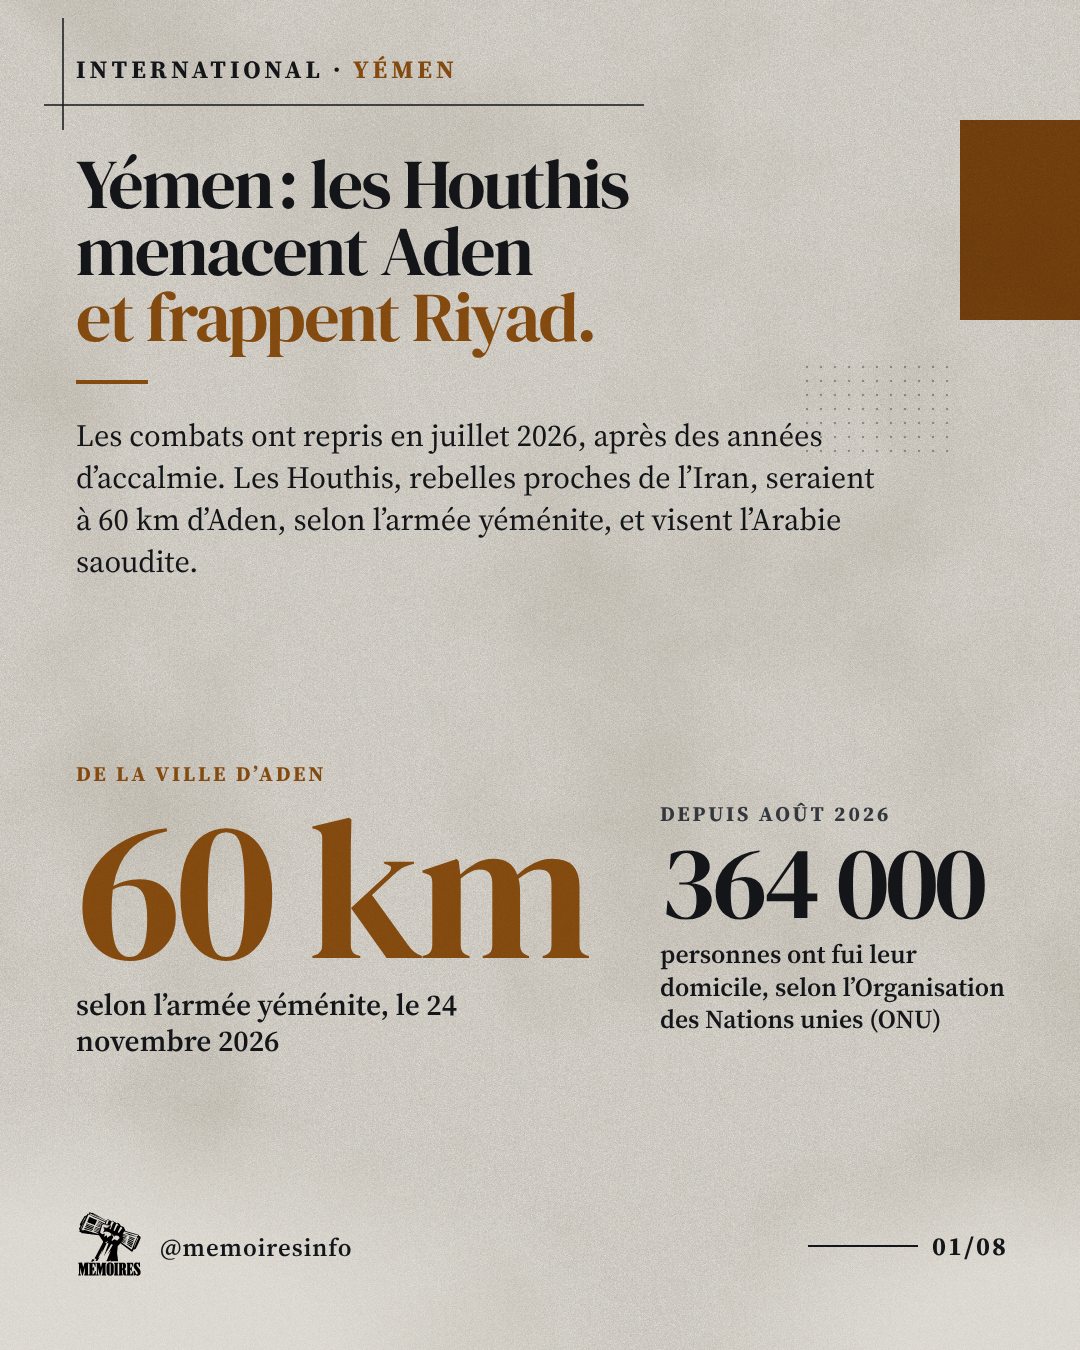 INTERNATIONAL · YÉMEN
Yémen : les Houthis
menacent Aden
et frappent Riyad.
Les combats ont repris en juillet 2026, après des années
d’accalmie. Les Houthis, rebelles proches de l’Iran, seraient
à 60 km d’Aden, selon l’armée yéménite, et visent l’Arabie
saoudite.
DE LA VILLE D’ADEN
60 km
selon l’armée yéménite, le 24
novembre 2026
DEPUIS AOÛT 2026
364 000
personnes ont fui leur
domicile, selon l’Organisation
des Nations unies (ONU)
MÉMOIRES
@memoiresinfo
01/08